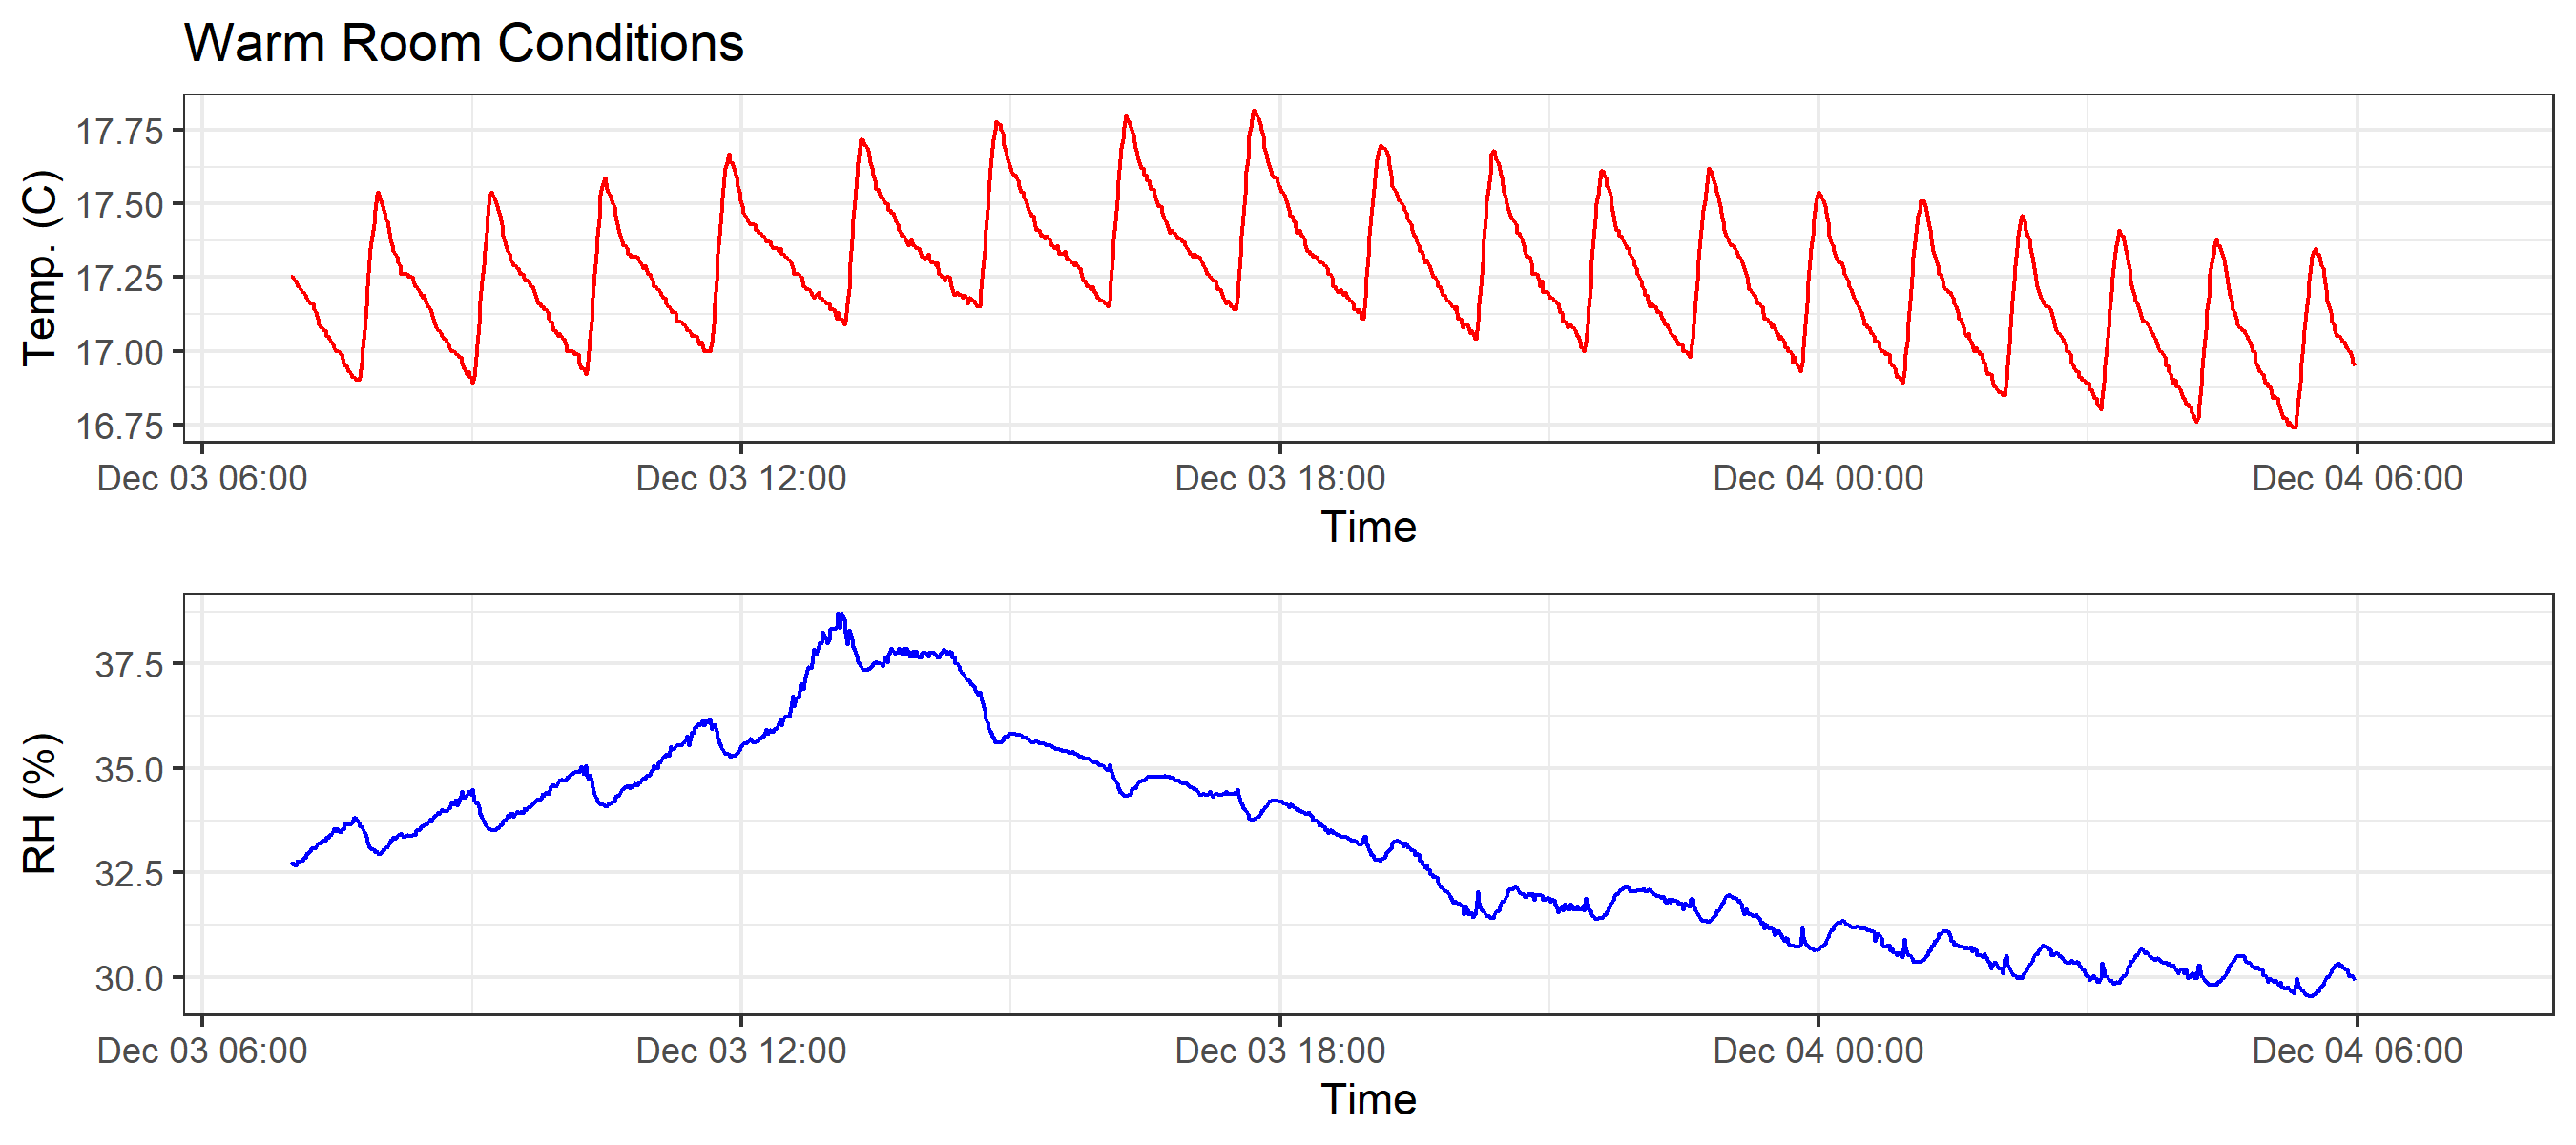 Warm Room Conditions
Temp. (C)
17.75
17.50
17.25
17.00
16.75
Dec 03 06:00 Dec 03 12:00 Dec 03 18:00 Dec 04 00:00 Dec 04 06:00
Time
RH (%)
37.5
35.0
32.5
30.0
Dec 03 06:00 Dec 03 12:00 Dec 03 18:00 Dec 04 00:00 Dec 04 06:00
Time